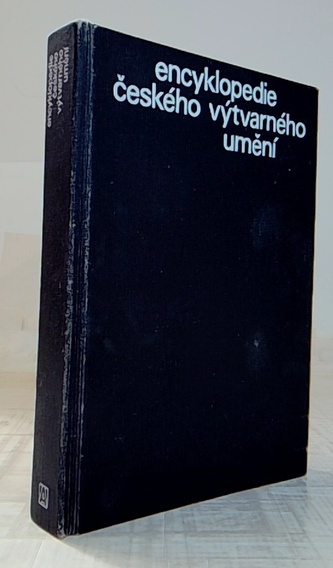 encyklopedie
českého výtvarného
umění
encyklopedie
českého
výtvarného
umění